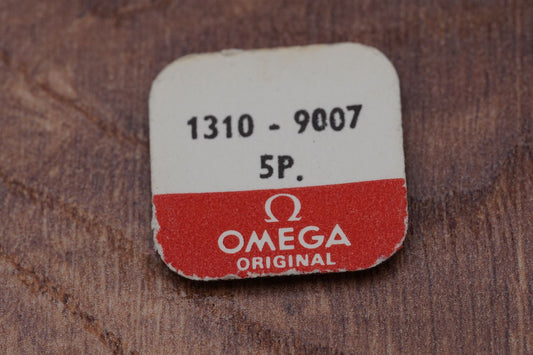 1310 - 9007
5P.
Ω
OMEGA
ORIGINAL